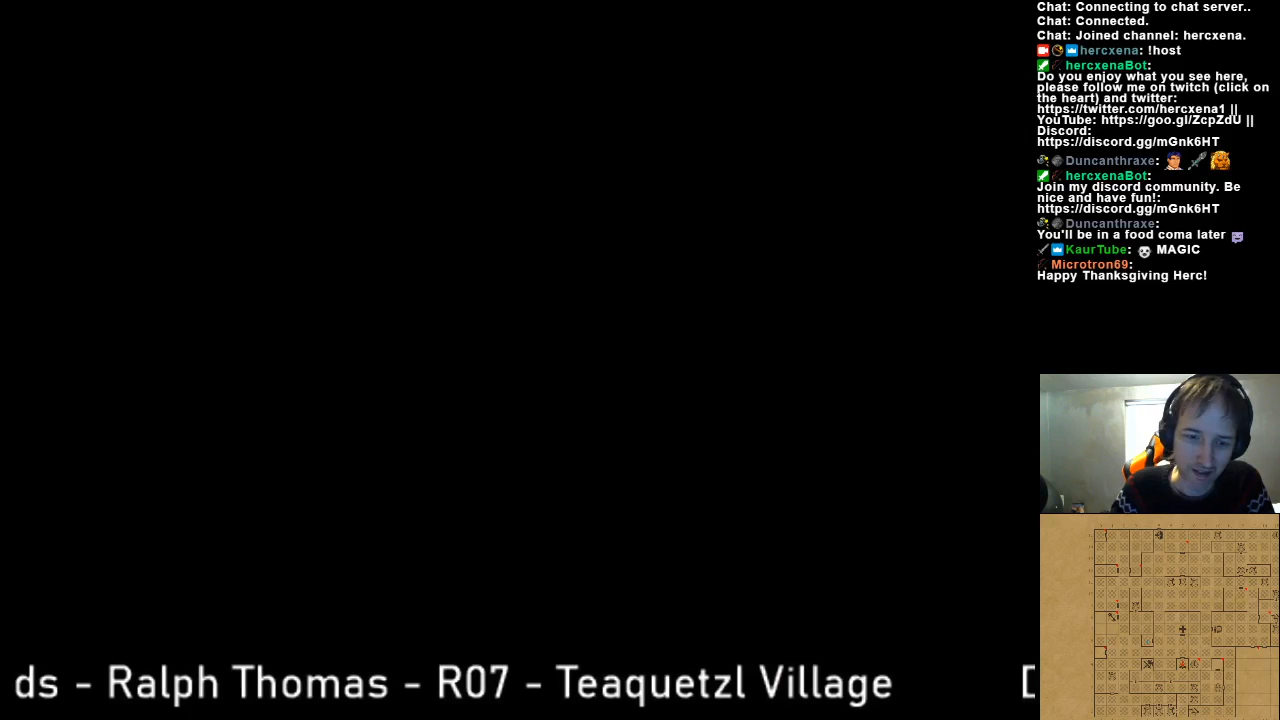 Chat: Connecting to chat server..
Chat: Connected.
Chat: Joined channel: hercxena.
hercxena: !host
hercxenaBot:
Do you enjoy what you see here,
please follow me on twitch (click on
the heart) and twitter:
https://twitter.com/hercxena1 ||
YouTube: https://goo.gl/ZcpZdU ||
Discord:
https://discord.gg/mGnk6HT
Duncanthraxe:
hercxenaBot:
Join my discord community. Be
nice and have fun!:
https://discord.gg/mGnk6HT
Duncanthraxe:
You'll be in a food coma later
KaurTube: MAGIC
Microtron69:
Happy Thanksgiving Herc!
ds - Ralph Thomas - R07 - Teaquetzl Village